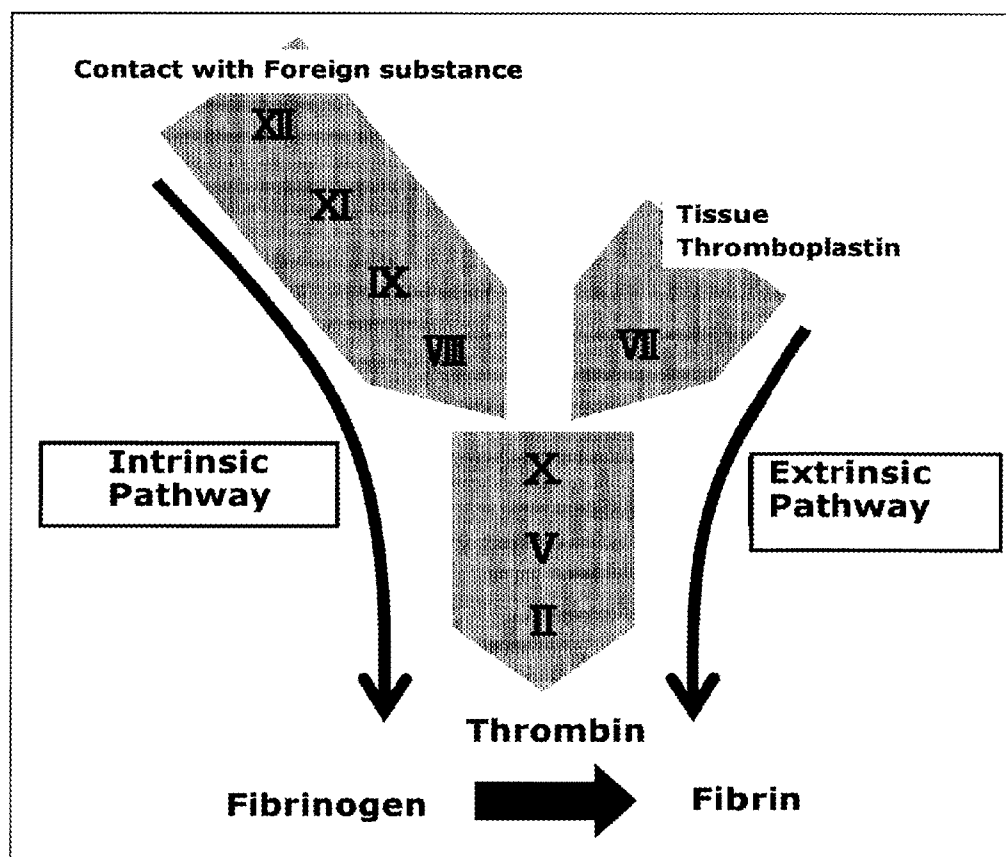 Contact with Foreign substance
XII
XI
IX
VIII
Tissue
Thromboplastin
VII
Intrinsic
Pathway
Extrinsic
Pathway
X
V
II
Thrombin
Fibrinogen
Fibrin